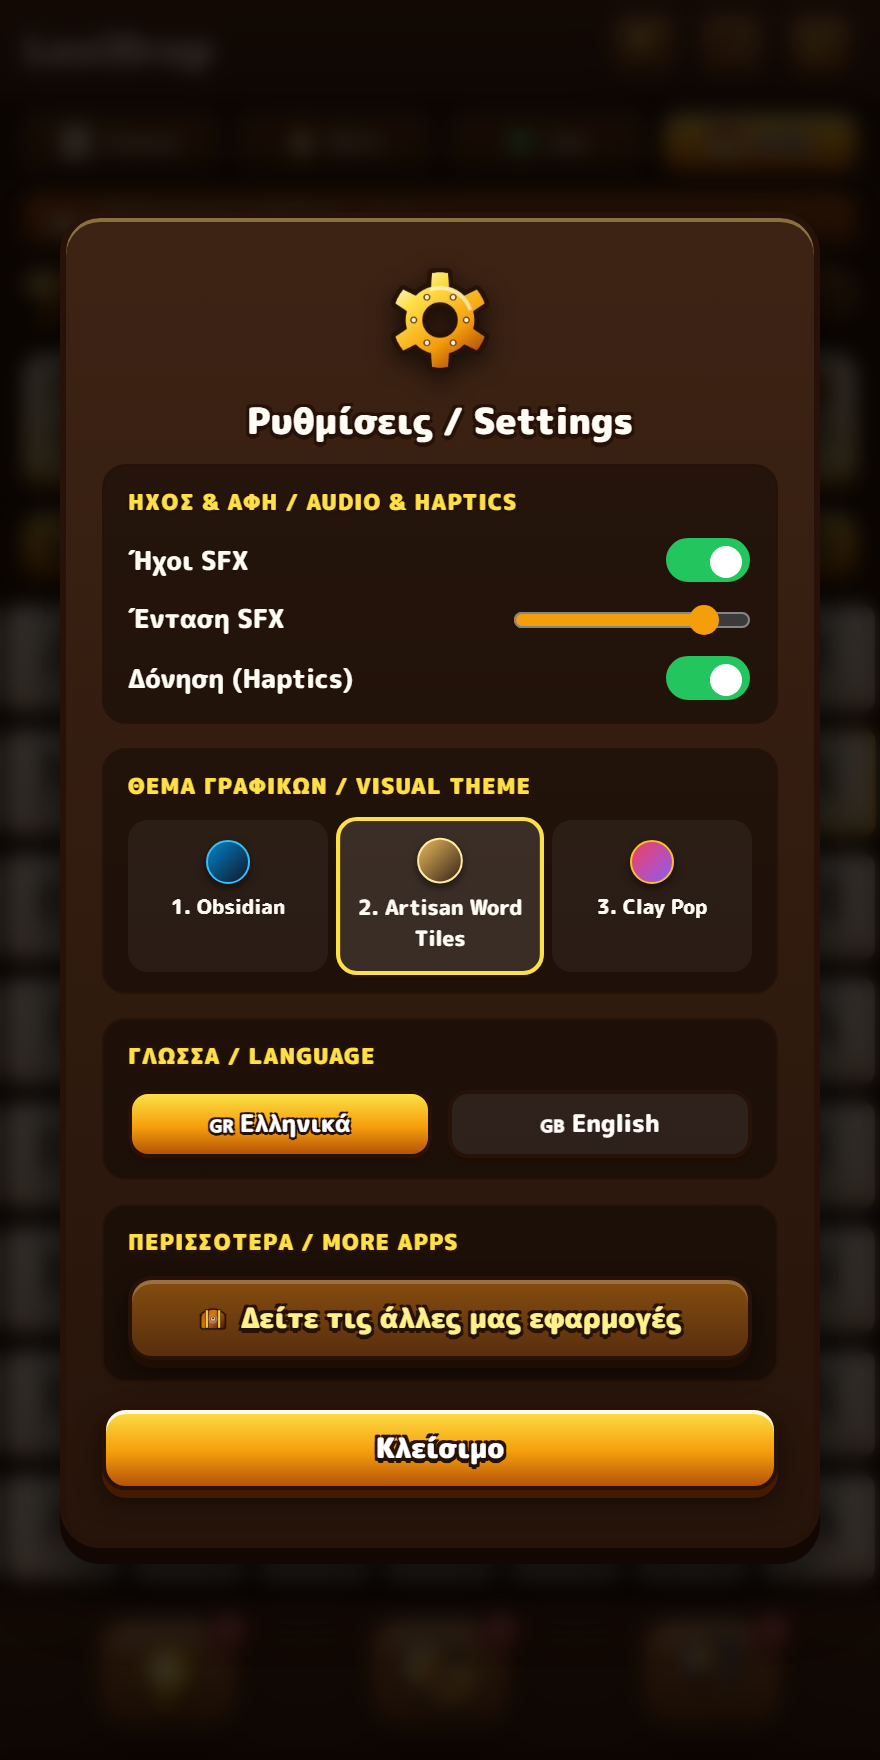 Ρυθμίσεις / Settings
ΗΧΟΣ & ΑΦΗ / AUDIO & HAPTICS
Ήχοι SFX
Ένταση SFX
Δόνηση (Haptics)
ΘΕΜΑ ΓΡΑΦΙΚΩΝ / VISUAL THEME
1. Obsidian
2. Artisan Word
Tiles
3. Clay Pop
ΓΛΩΣΣΑ / LANGUAGE
GR Ελληνικά
GB English
ΠΕΡΙΣΣΟΤΕΡΑ / MORE APPS
Δείτε τις άλλες μας εφαρμογές
Κλείσιμο